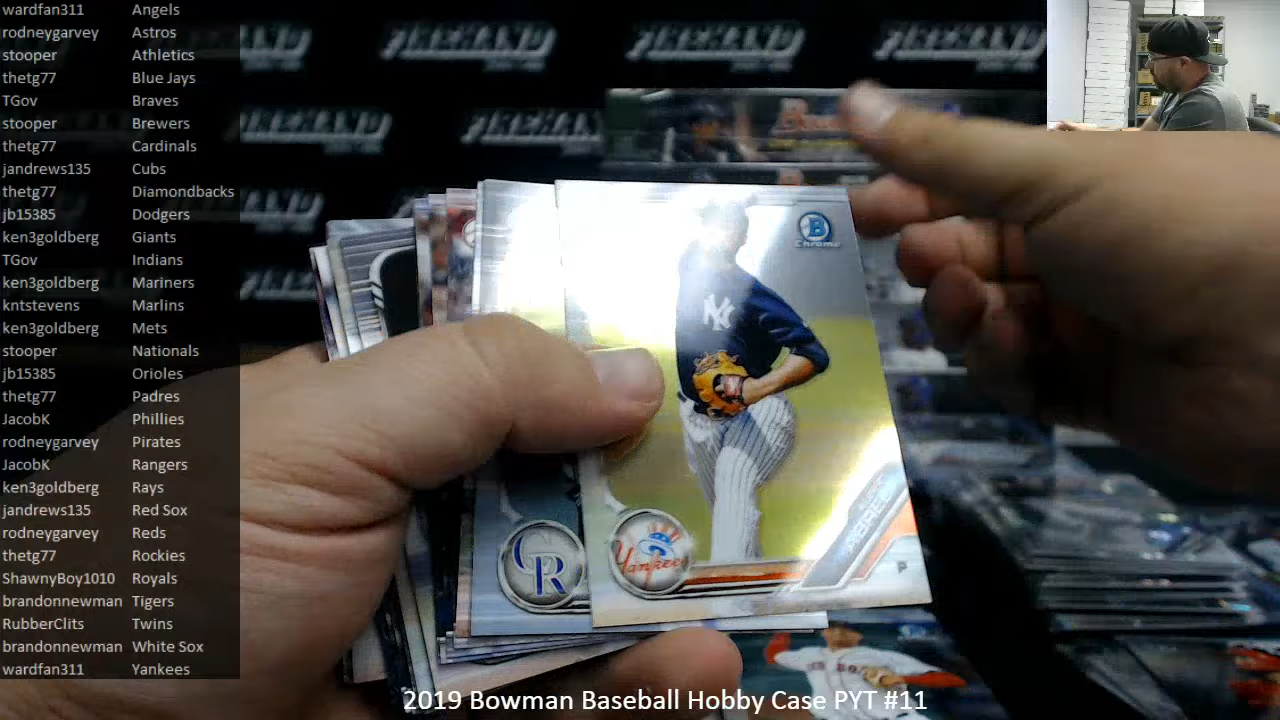 wardfan311 Angels
rodneygarvey Astros
stooper Athletics
thetg77 Blue Jays
TGov Braves
stooper Brewers
thetg77 Cardinals
jandrews135 Cubs
thetg77 Diamondbacks
jb15385 Dodgers
ken3goldberg Giants
TGov Indians
ken3goldberg Mariners
kntstevens Marlins
ken3goldberg Mets
stooper Nationals
jb15385 Orioles
thetg77 Padres
JacobK Phillies
rodneygarvey Pirates
JacobK Rangers
ken3goldberg Rays
jandrews135 Red Sox
rodneygarvey Reds
thetg77 Rockies
ShawnyBoy1010 Royals
brandonnewman Tigers
RubberClits Twins
brandonnewman White Sox
wardfan311 Yankees
B
Chrome
NY
CR
Yankees
P
2019 Bowman Baseball Hobby Case PYT #11